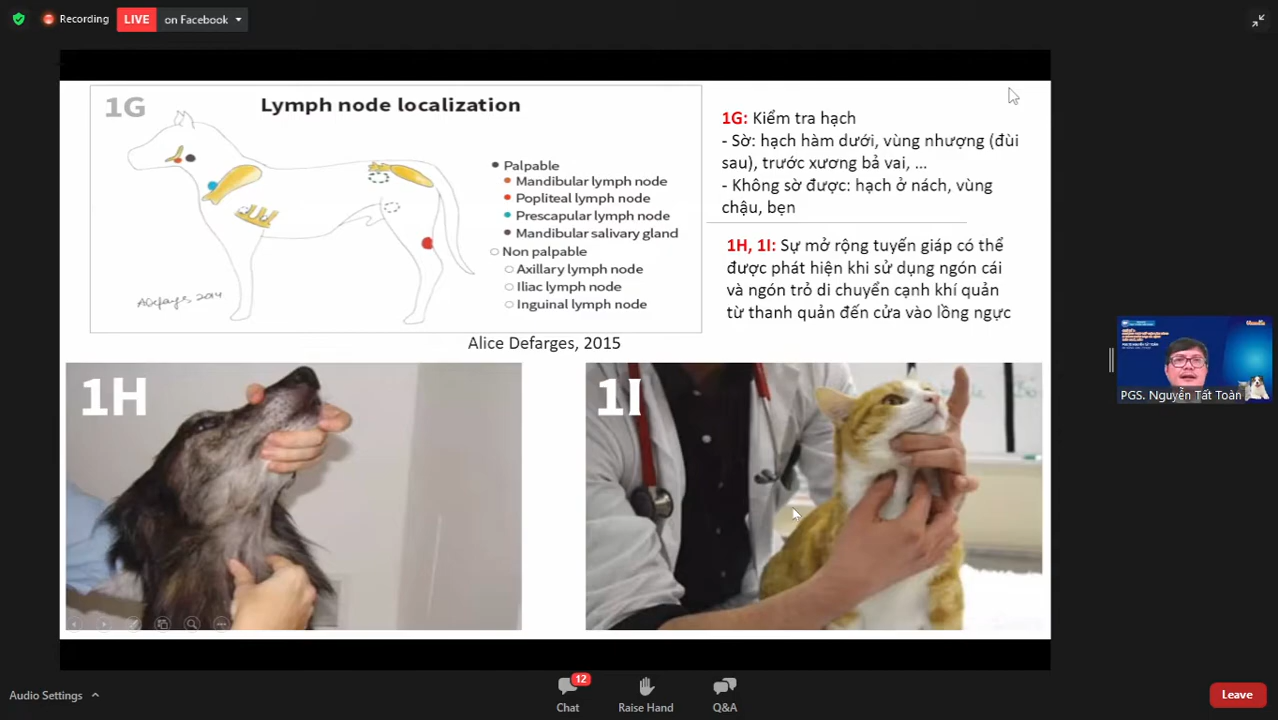 Recording
LIVE on Facebook
1G
Lymph node localization
Palpable
Mandibular lymph node
Popliteal lymph node
Prescapular lymph node
Mandibular salivary gland
Non palpable
Axillary lymph node
Iliac lymph node
Inguinal lymph node
ADefarges, 2014
Alice Defarges, 2015
1G: Kiểm tra hạch
- Sờ: hạch hàm dưới, vùng nhượng (đùi
sau), trước xương bả vai, ...
- Không sờ được: hạch ở nách, vùng
chậu, bẹn
1H, 1I: Sự mở rộng tuyến giáp có thể
được phát hiện khi sử dụng ngón cái
và ngón trỏ di chuyển cạnh khí quản
từ thanh quản đến cửa vào lồng ngực
1H
1I
PGS. Nguyễn Tất Toàn
Audio Settings
12
Chat
Raise Hand
Q&A
Leave